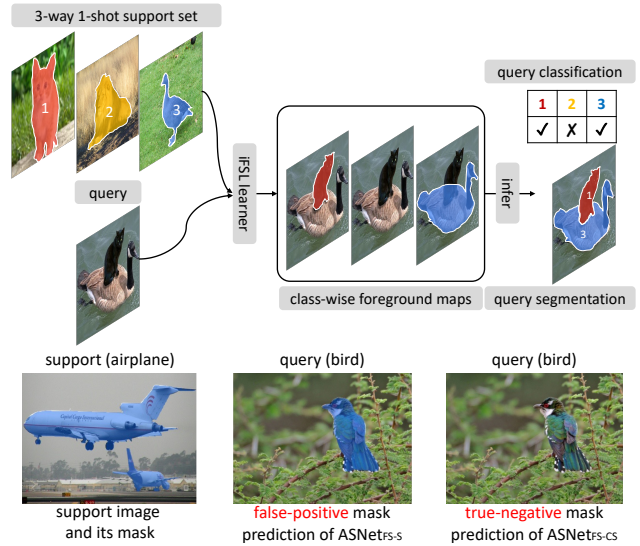 3-way 1-shot support set
1
2
3
query
iFSL learner
class-wise foreground maps
infer
query classification
1 2 3
✓ ✗ ✓
1
3
query segmentation
support (airplane)
query (bird)
query (bird)
support image
and its mask
false-positive mask
prediction of ASNetFS-S
true-negative mask
prediction of ASNetFS-CS